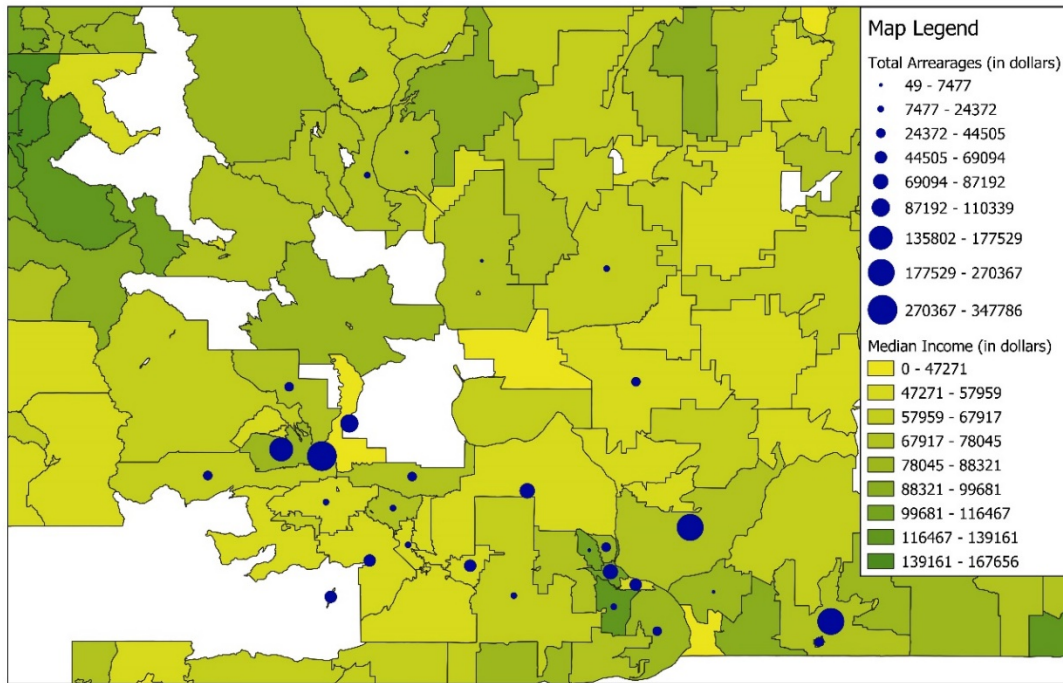 Map Legend
Total Arrearages (in dollars)
49 - 7477
7477 - 24372
24372 - 44505
44505 - 69094
69094 - 87192
87192 - 110339
135802 - 177529
177529 - 270367
270367 - 347786
Median Income (in dollars)
0 - 47271
47271 - 57959
57959 - 67917
67917 - 78045
78045 - 88321
88321 - 99681
99681 - 116467
116467 - 139161
139161 - 167656